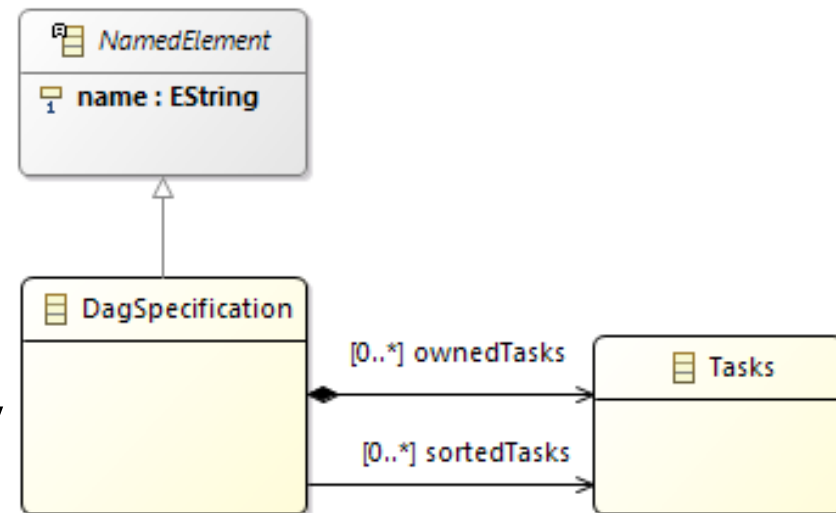 NamedElement
name : EString
DagSpecification
[0..*] ownedTasks
Tasks
[0..*] sortedTasks